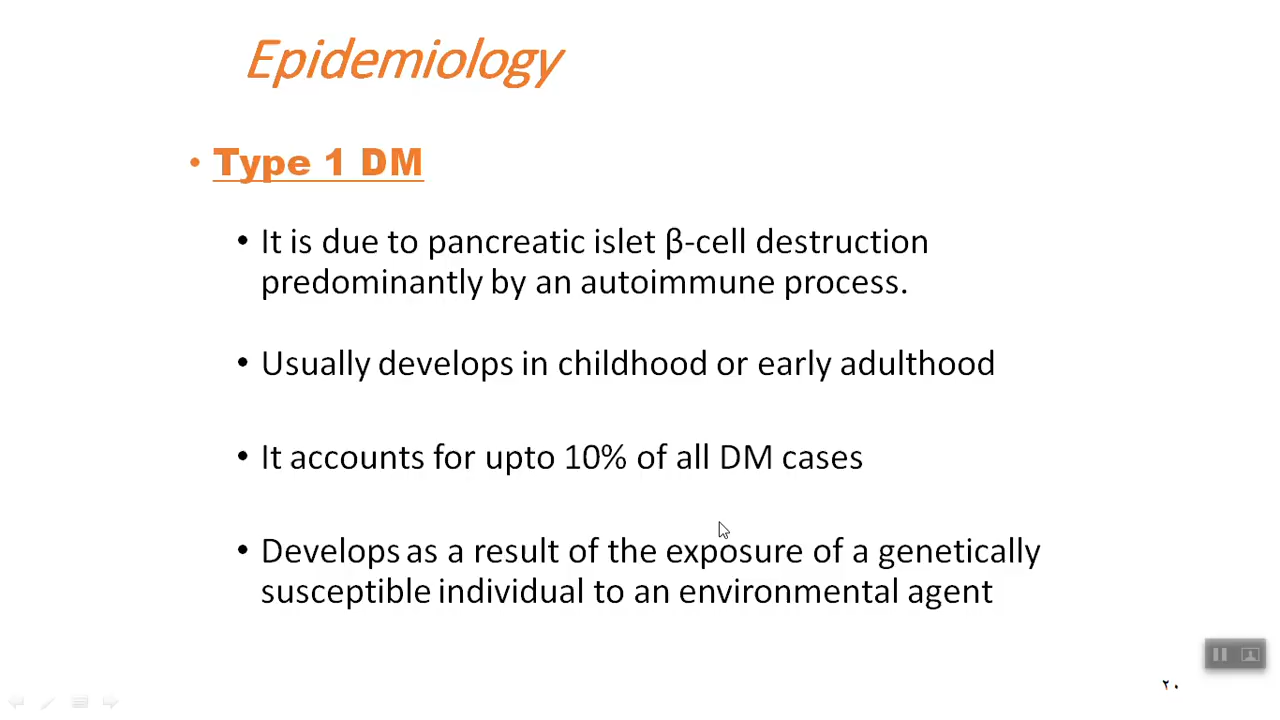 Epidemiology
• Type 1 DM
• It is due to pancreatic islet β-cell destruction
predominantly by an autoimmune process.
• Usually develops in childhood or early adulthood
• It accounts for upto 10% of all DM cases
• Develops as a result of the exposure of a genetically
susceptible individual to an environmental agent
٢٠